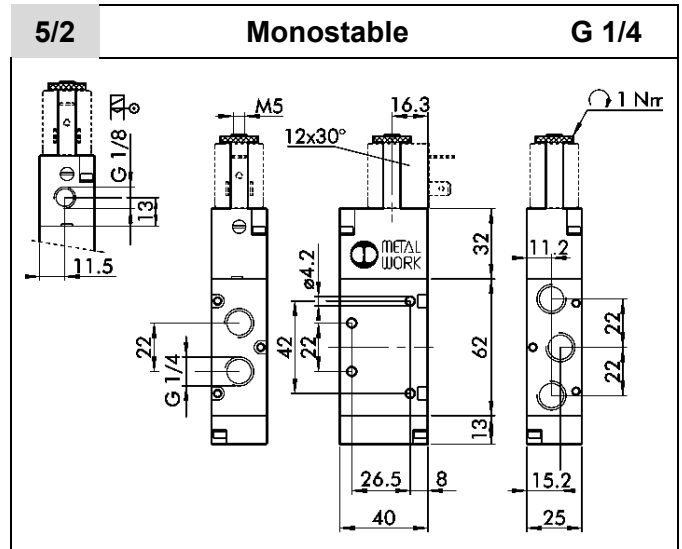 5/2 Monostable G 1/4
M5
16.3
1 Nm
12x30°
G 1/8
13
11.5
METAL
WORK
32
11.2
ø4.2
22
G 1/4
42
22
62
22
22
13
26.5
8
15.2
40
25